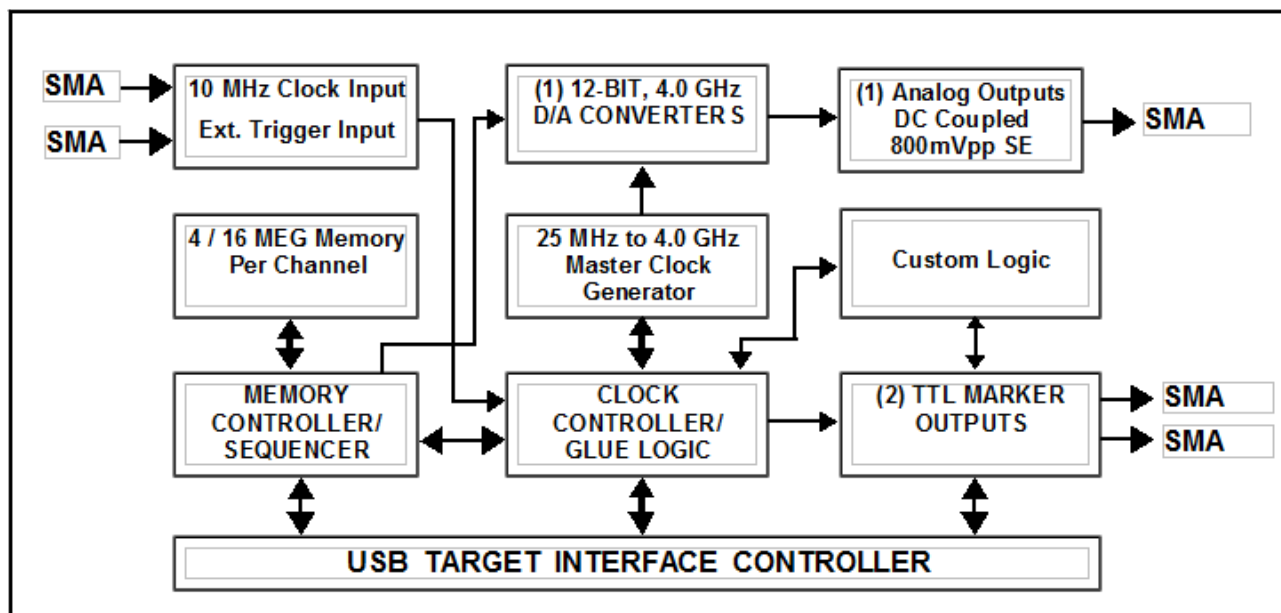 SMA
SMA
10 MHz Clock Input
Ext. Trigger Input
(1) 12-BIT, 4.0 GHz
D/A CONVERTER S
(1) Analog Outputs
DC Coupled
800mVpp SE
SMA
4 / 16 MEG Memory
Per Channel
25 MHz to 4.0 GHz
Master Clock
Generator
Custom Logic
MEMORY
CONTROLLER/
SEQUENCER
CLOCK
CONTROLLER/
GLUE LOGIC
(2) TTL MARKER
OUTPUTS
SMA
SMA
USB TARGET INTERFACE CONTROLLER